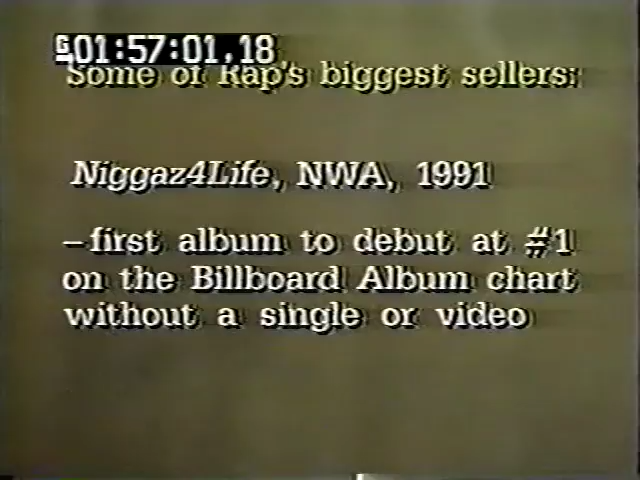 G01:57:01,18
Some of Rap's biggest sellers:
Niggaz4Life, NWA, 1991
–first album to debut at #1
on the Billboard Album chart
without a single or video